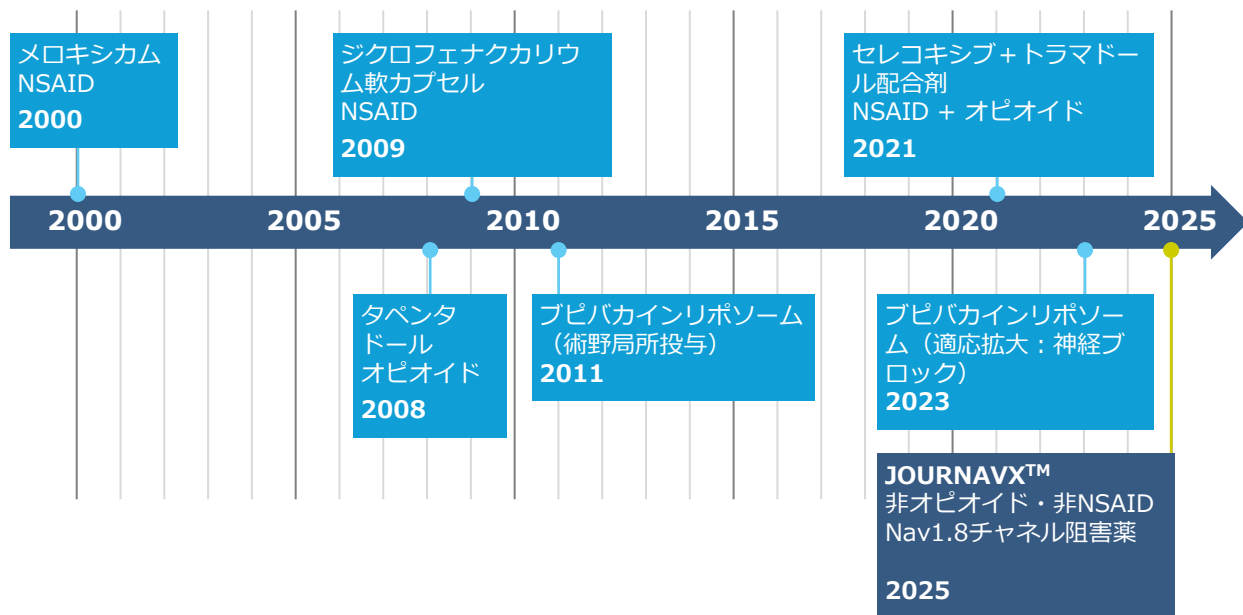 メロキシカム
NSAID
2000
ジクロフェナクカリウ
ム軟カプセル
NSAID
2009
セレコキシブ＋トラマドー
ル配合剤
NSAID + オピオイド
2021
2000
2005
2010
2015
2020
2025
タペンタ
ドール
オピオイド
2008
ブピバカインリポソーム
（術野局所投与）
2011
ブピバカインリポソー
ム（適応拡大：神経ブ
ロック）
2023
JOURNAVX™
非オピオイド・非NSAID
Nav1.8チャネル阻害薬
2025